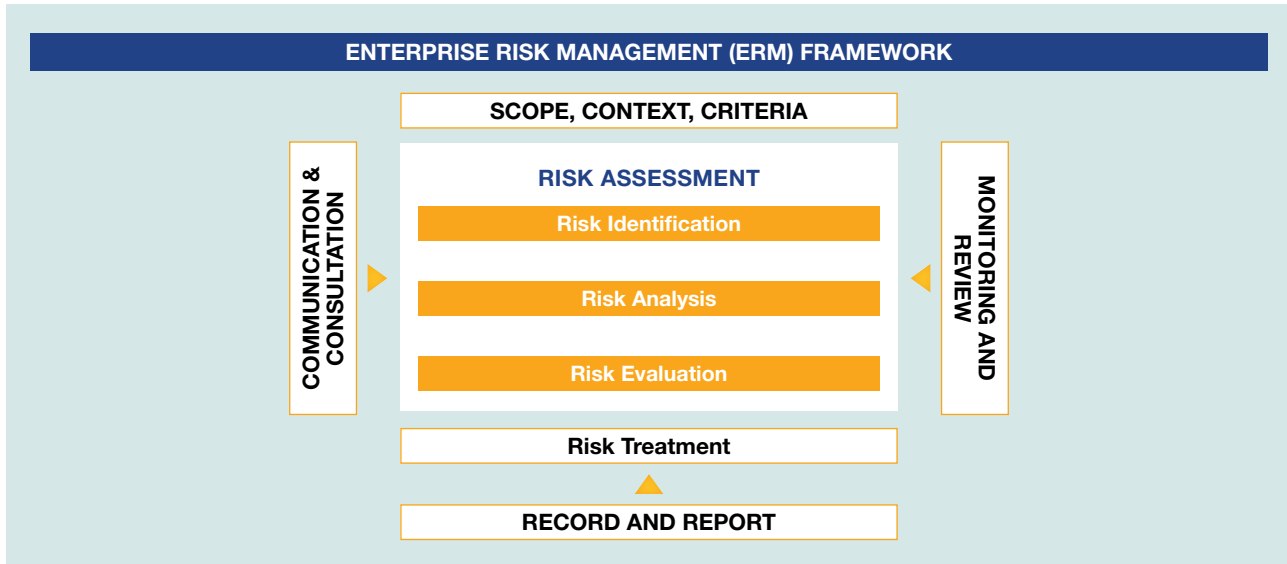 ENTERPRISE RISK MANAGEMENT (ERM) FRAMEWORK
SCOPE, CONTEXT, CRITERIA
COMMUNICATION &
CONSULTATION
RISK ASSESSMENT
Risk Identification
Risk Analysis
Risk Evaluation
MONITORING AND
REVIEW
Risk Treatment
RECORD AND REPORT